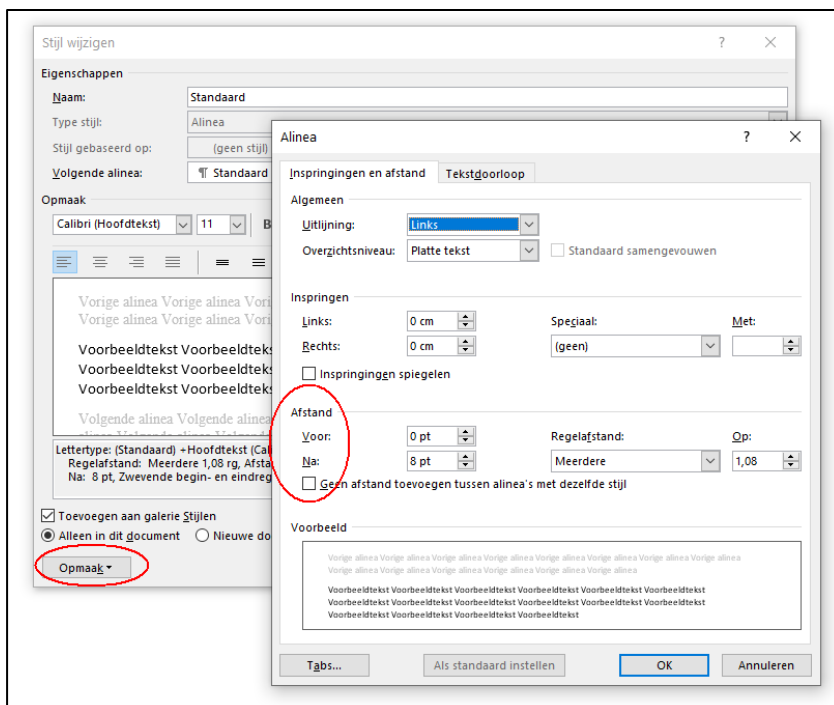 Stijl wijzigen ? ×
Eigenschappen
Naam: Standaard
Type stijl: Alinea
Stijl gebaseerd op: (geen stijl)
Volgende alinea: ¶ Standaard
Opmaak
Calibri (Hoofdtekst) 11 B
Vorige alinea Vorige alinea Vori
Vorige alinea Vorige alinea Vori
Voorbeeldtekst Voorbeeldteks
Voorbeeldtekst Voorbeeldteks
Voorbeeldtekst Voorbeeldteks
Volgende alinea Volgende alinea
Lettertype: (Standaard) +Hoofdtekst (Cal
Regelafstand: Meerdere 1,08 rg, Afsta
Na: 8 pt, Zwevende begin- en eindreg
Toevoegen aan galerie Stijlen
Alleen in dit document Nieuwe do
Opmaak
Alinea ? ×
Inspringingen en afstand Tekstdoorloop
Algemeen
Uitlijning: Links
Overzichtsniveau: Platte tekst Standaard samengevouwen
Inspringen
Links: 0 cm Speciaal: Met:
Rechts: 0 cm (geen)
Inspringingen spiegelen
Afstand
Voor: 0 pt Regelafstand: Op:
Na: 8 pt Meerdere 1,08
Geen afstand toevoegen tussen alinea's met dezelfde stijl
Voorbeeld
Vorige alinea Vorige alinea Vorige alinea Vorige alinea Vorige alinea Vorige alinea Vorige alinea Vorige alinea
Vorige alinea Vorige alinea Vorige alinea Vorige alinea Vorige alinea Vorige alinea
Voorbeeldtekst Voorbeeldtekst Voorbeeldtekst Voorbeeldtekst Voorbeeldtekst Voorbeeldtekst
Voorbeeldtekst Voorbeeldtekst Voorbeeldtekst Voorbeeldtekst Voorbeeldtekst Voorbeeldtekst
Voorbeeldtekst Voorbeeldtekst Voorbeeldtekst Voorbeeldtekst
Tabs... Als standaard instellen OK Annuleren